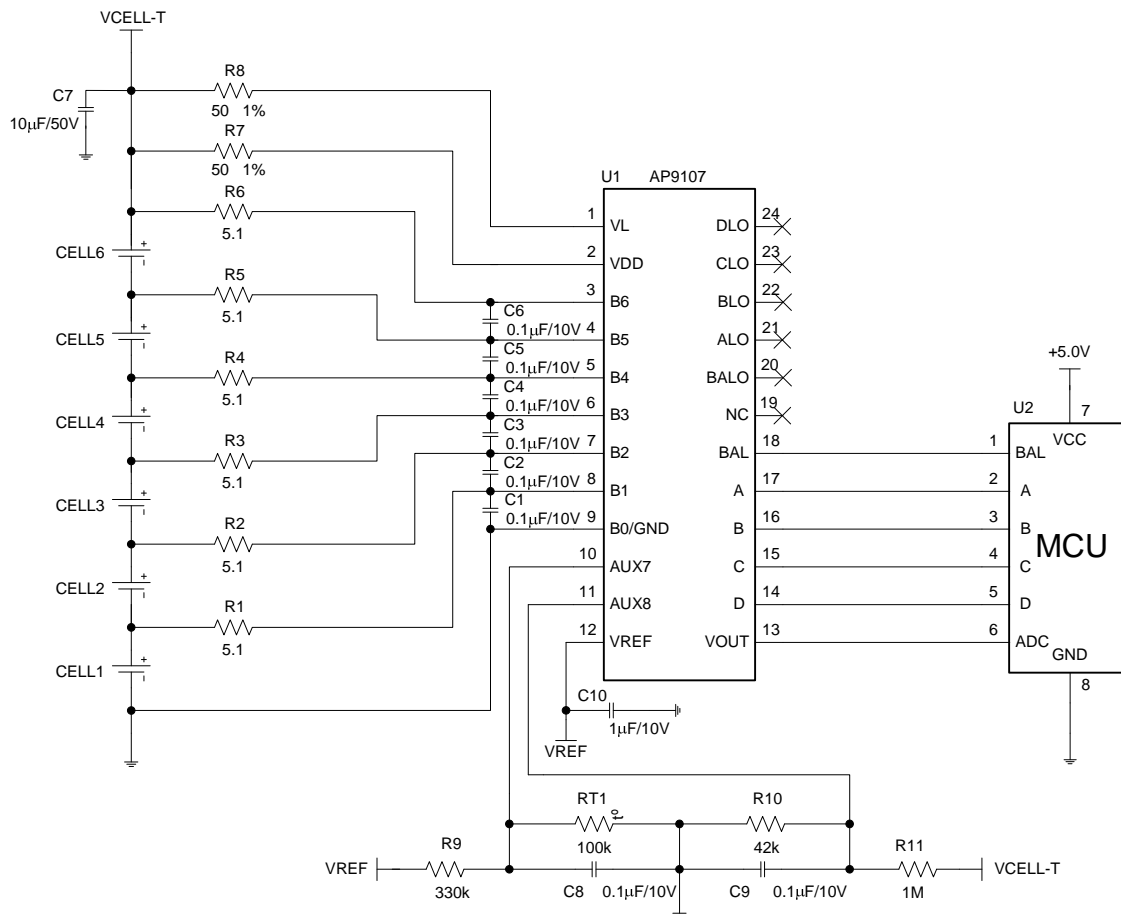 VCELL-T
C7
10μF/50V
R8
50 1%
R7
50 1%
R6
5.1
CELL6
R5
5.1
CELL5
R4
5.1
CELL4
R3
5.1
CELL3
R2
5.1
CELL2
R1
5.1
CELL1
+
-
+
-
+
-
+
-
+
-
+
-
C6
0.1μF/10V
C5
0.1μF/10V
C4
0.1μF/10V
C3
0.1μF/10V
C2
0.1μF/10V
C1
0.1μF/10V
U1 AP9107
1 VL DLO 24
2 VDD CLO 23
3 B6 BLO 22
4 B5 ALO 21
5 B4 BALO 20
6 B3 NC 19
7 B2 BAL 18
8 B1 A 17
9 B0/GND B 16
10 AUX7 C 15
11 AUX8 D 14
12 VREF VOUT 13
+5.0V
U2 7
VCC
1 BAL
2 A
3 B
MCU
4 C
5 D
6 ADC
GND
8
C10
1μF/10V
VREF
RT1
t°
100k
R10
42k
VREF
R9
330k
C8
0.1μF/10V
C9
0.1μF/10V
R11
1M
VCELL-T